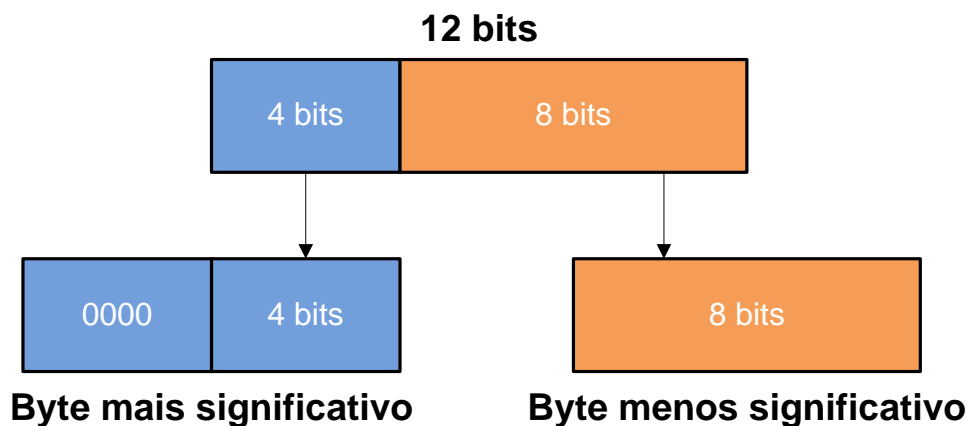 12 bits
4 bits 8 bits
0000 4 bits 8 bits
Byte mais significativo Byte menos significativo